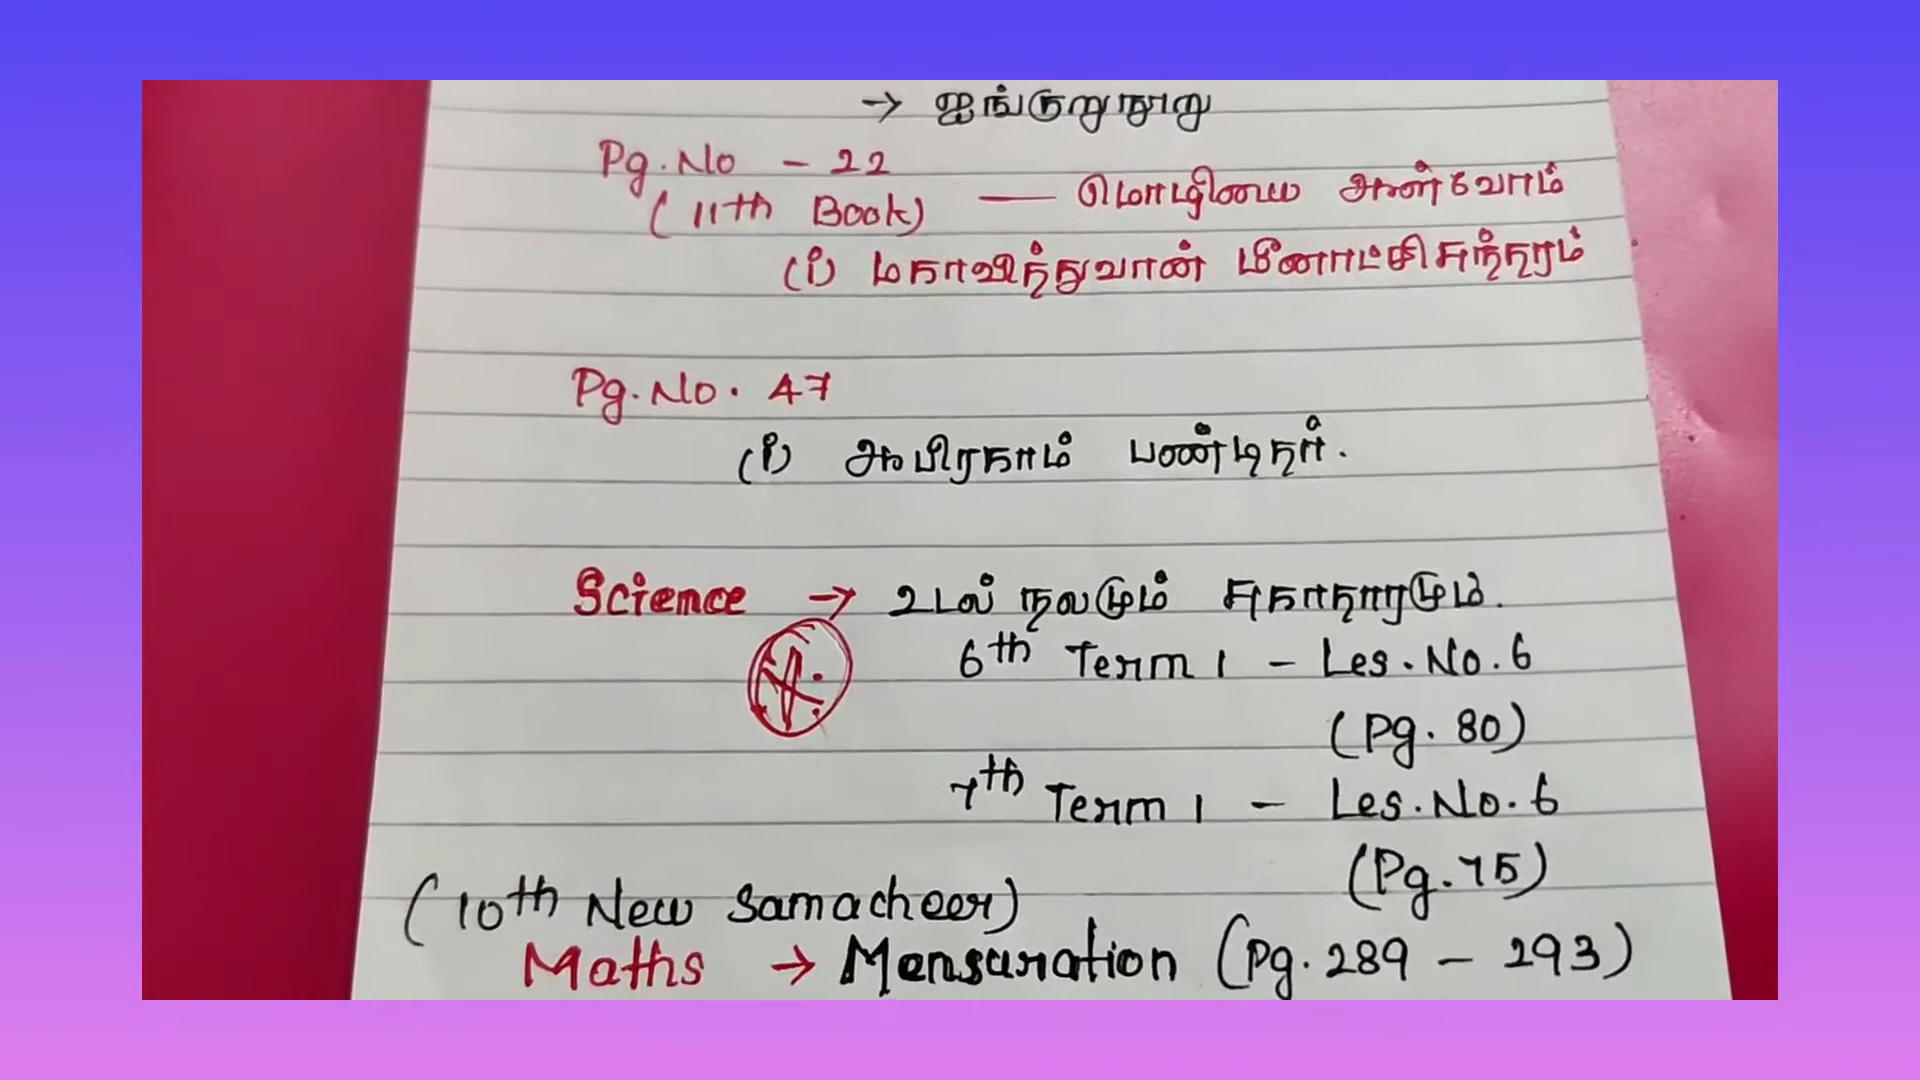 → ஐங்குறுநூறு
Pg.No - 22
(11th Book) — மொழியை ஆள்வோம்
(i) மகாவித்துவான் மீனாட்சிசுந்தரம்
Pg.No. 47
(i) ஆபிரகாம் பண்டிதர்.
Science → உடல் நலமும் சுகாதாரமும்.
6th Term 1 - Les.No.6
(Pg. 80)
7th Term 1 - Les.No.6
(Pg.75)
(10th New Samacheer)
Maths → Mensuration (Pg.289 - 293)